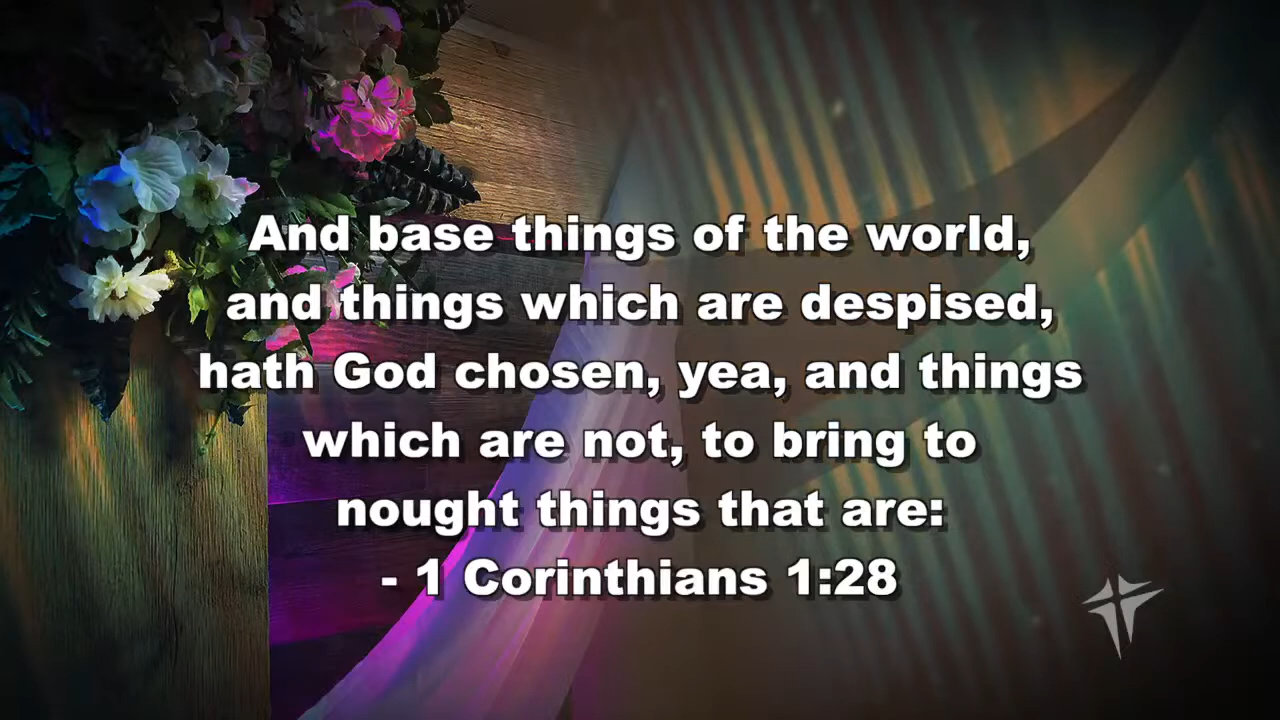 And base things of the world,
and things which are despised,
hath God chosen, yea, and things
which are not, to bring to
nought things that are:
- 1 Corinthians 1:28